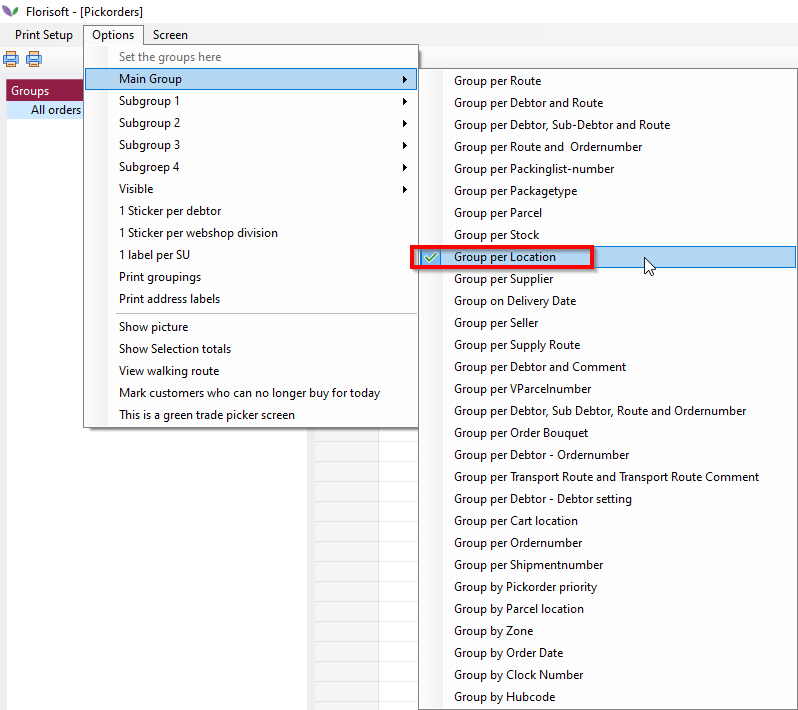 Florisoft - [Pickorders]
Print Setup Options Screen
Groups
All orders
Set the groups here
Main Group
Subgroup 1
Subgroup 2
Subgroup 3
Subgroep 4
Visible
1 Sticker per debtor
1 Sticker per webshop division
1 label per SU
Print groupings
Print address labels
Show picture
Show Selection totals
View walking route
Mark customers who can no longer buy for today
This is a green trade picker screen
Group per Route
Group per Debtor and Route
Group per Debtor, Sub-Debtor and Route
Group per Route and  Ordernumber
Group per Packinglist-number
Group per Packagetype
Group per Parcel
Group per Stock
Group per Location
Group per Supplier
Group on Delivery Date
Group per Seller
Group per Supply Route
Group per Debtor and Comment
Group per VParcelnumber
Group per Debtor, Sub Debtor, Route and Ordernumber
Group per Order Bouquet
Group per Debtor - Ordernumber
Group per Transport Route and Transport Route Comment
Group per Debtor - Debtor setting
Group per Cart location
Group per Ordernumber
Group per Shipmentnumber
Group by Pickorder priority
Group by Parcel location
Group by Zone
Group by Order Date
Group by Clock Number
Group by Hubcode